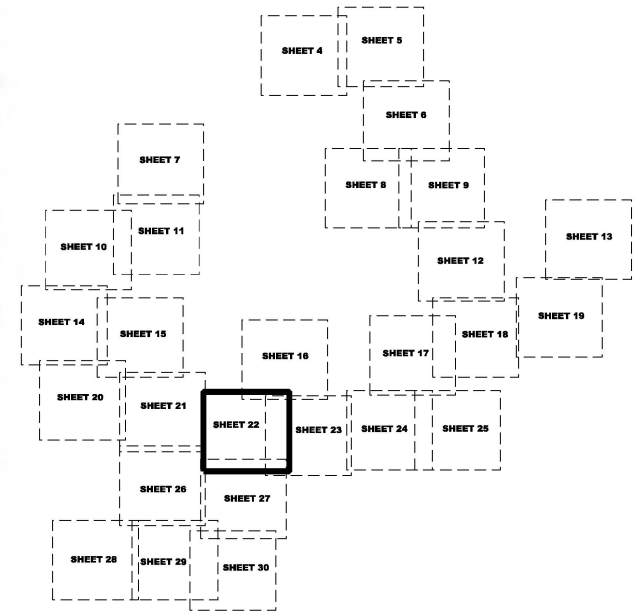 SHEET 4
SHEET 5
SHEET 6
SHEET 7
SHEET 8
SHEET 9
SHEET 10
SHEET 11
SHEET 12
SHEET 13
SHEET 14
SHEET 15
SHEET 16
SHEET 17
SHEET 18
SHEET 19
SHEET 20
SHEET 21
SHEET 22
SHEET 23
SHEET 24
SHEET 25
SHEET 26
SHEET 27
SHEET 28
SHEET 29
SHEET 30